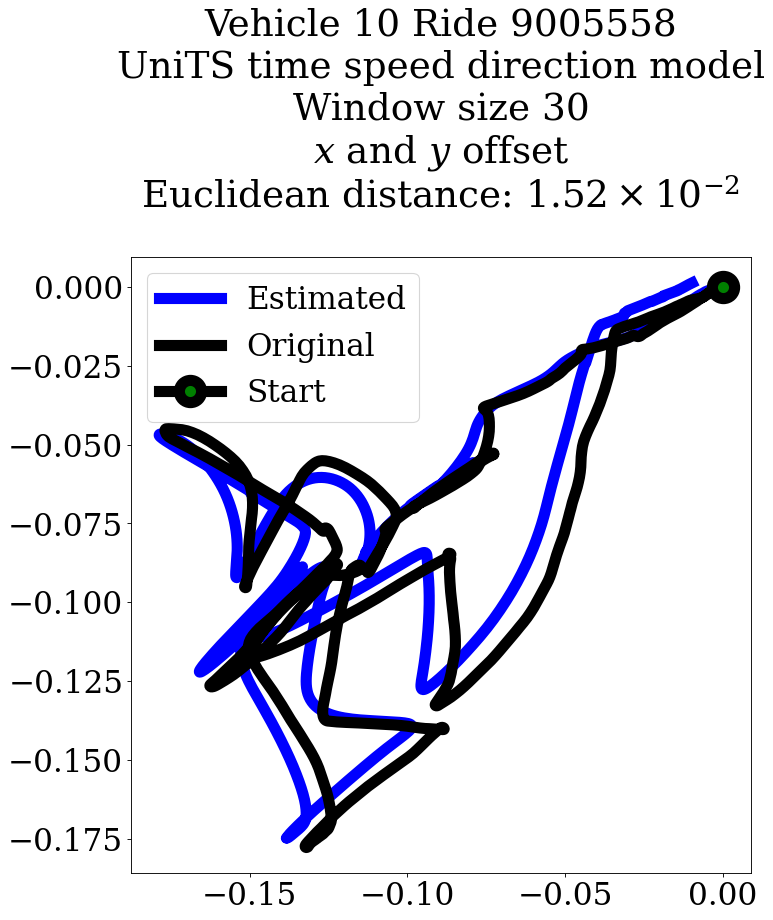 Vehicle 10 Ride 9005558
UniTS time speed direction model
Window size 30
x and y offset
Euclidean distance: 1.52 × 10⁻²
Estimated
Original
Start
0.000
−0.025
−0.050
−0.075
−0.100
−0.125
−0.150
−0.175
−0.15 −0.10 −0.05 0.00